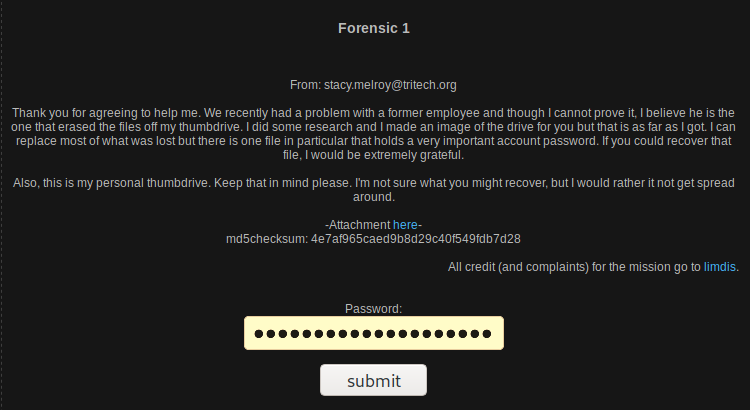 Forensic 1
From: stacy.melroy@tritech.org
Thank you for agreeing to help me. We recently had a problem with a former employee and though I cannot prove it, I believe he is the
one that erased the files off my thumbdrive. I did some research and I made an image of the drive for you but that is as far as I got. I can
replace most of what was lost but there is one file in particular that holds a very important account password. If you could recover that
file, I would be extremely grateful.
Also, this is my personal thumbdrive. Keep that in mind please. I'm not sure what you might recover, but I would rather it not get spread
around.
-Attachment here-
md5checksum: 4e7af965caed9b8d29c40f549fdb7d28
All credit (and complaints) for the mission go to limdis.
Password:
submit